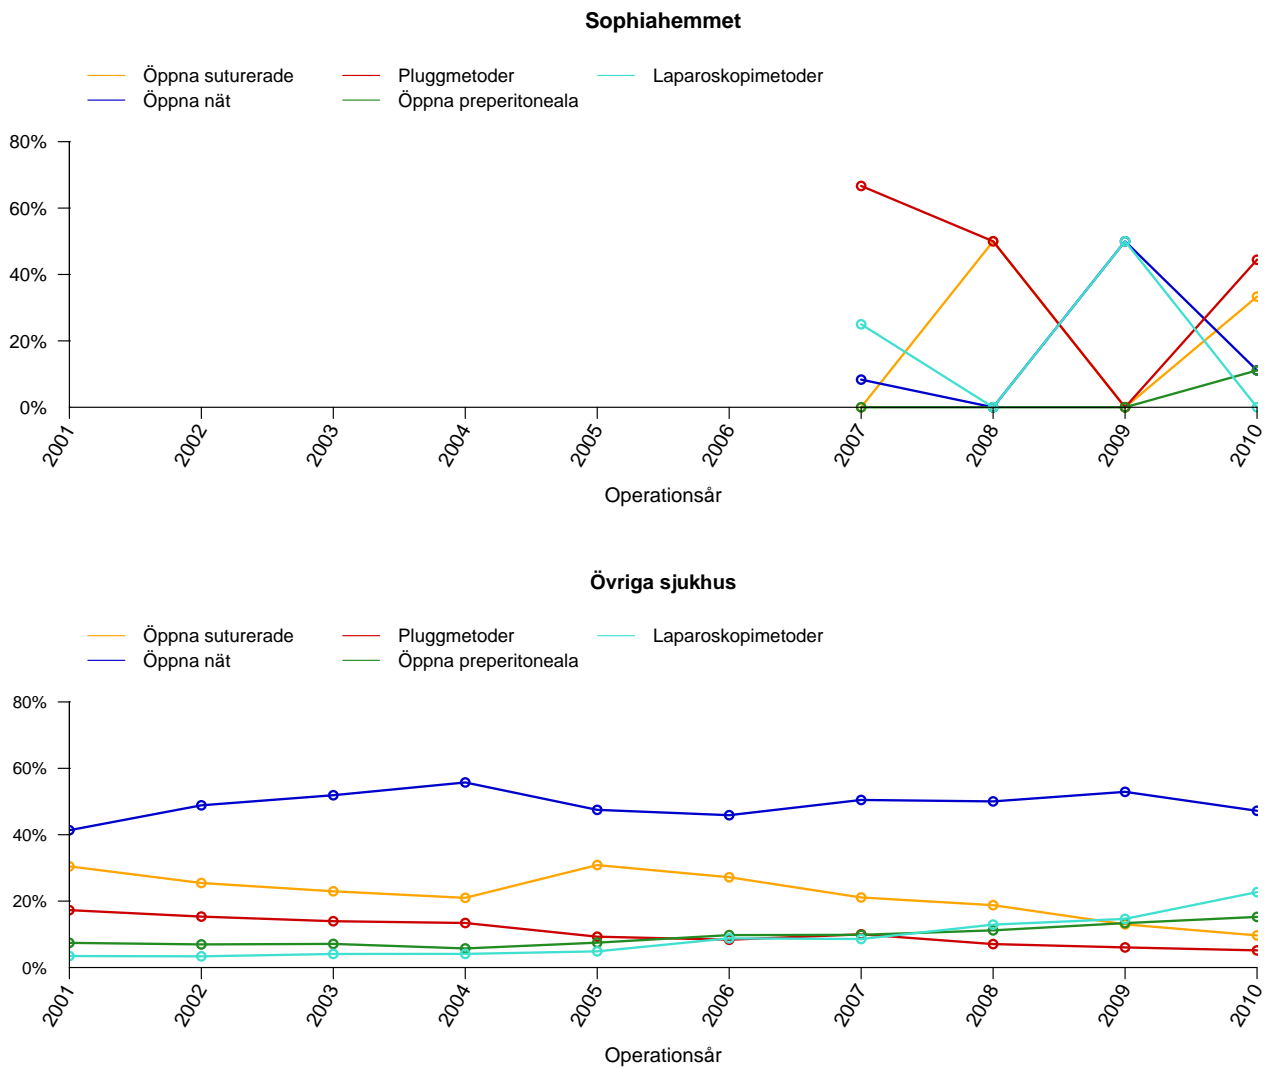 Sophiahemmet
Öppna suturerade Pluggmetoder Laparoskopimetoder
Öppna nät Öppna preperitoneala
80%
60%
40%
20%
0%
2001 2002 2003 2004 2005 2006 2007 2008 2009 2010
Operationsår
Övriga sjukhus
Öppna suturerade Pluggmetoder Laparoskopimetoder
Öppna nät Öppna preperitoneala
80%
60%
40%
20%
0%
2001 2002 2003 2004 2005 2006 2007 2008 2009 2010
Operationsår